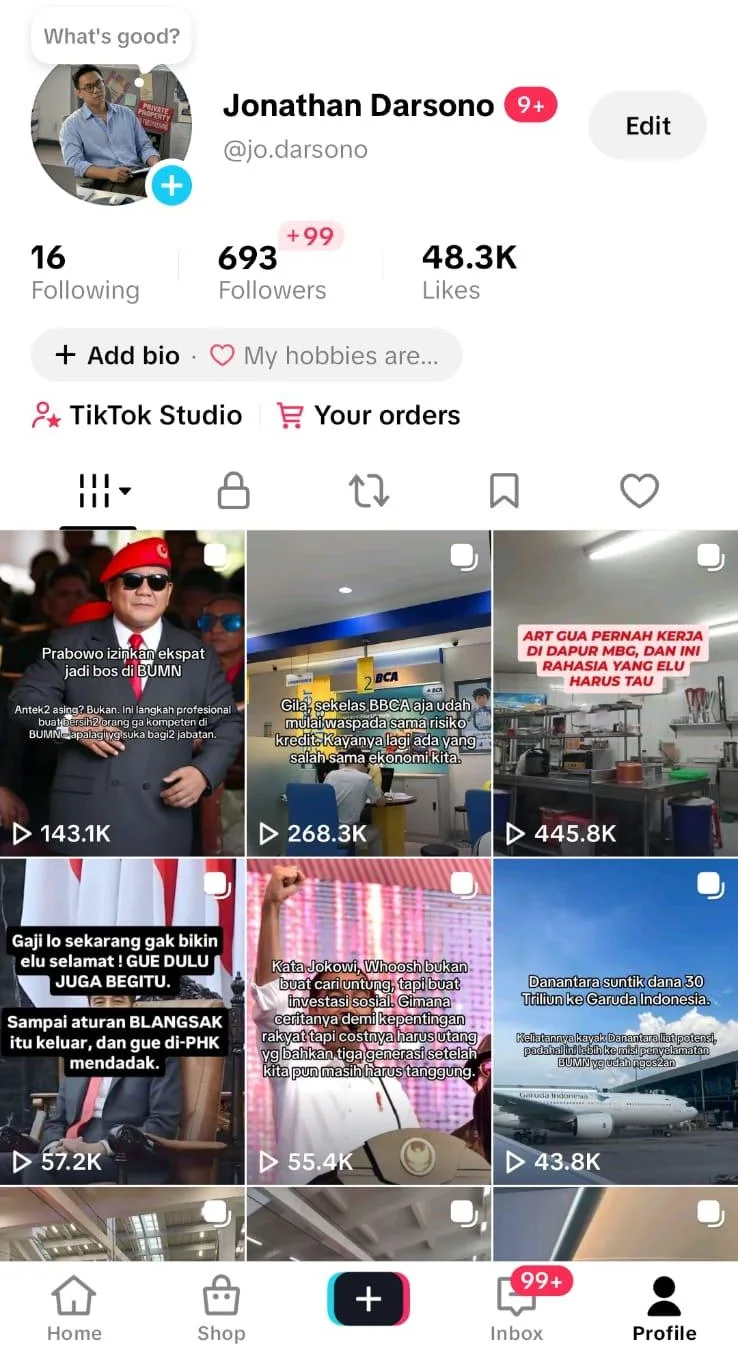 What's good?
PRIVATE
PROPERTY
Jonathan Darsono 9+
Edit
@jo.darsono
16
693
+99
48.3K
Following
Followers
Likes
+ Add bio · My hobbies are...
TikTok Studio
Your orders
Prabowo izinkan ekspat
jadi bos di BUMN
Antek2 asing? Bukan. Ini langkah profesional
buat bersih2 orang ga kompeten di
BUMN - apalagi yg suka bagi2 jabatan.
143.1K
2
BCA
BCA
Gila, sekelas BBCA aja udah
mulai waspada sama risiko
kredit. Kayanya lagi ada yang
salah sama ekonomi kita.
268.3K
ART GUA PERNAH KERJA
DI DAPUR MBG, DAN INI
RAHASIA YANG ELU
HARUS TAU
445.8K
Gaji lo sekarang gak bikin
elu selamat ! GUE DULU
JUGA BEGITU.
Sampai aturan BLANGSAK
itu keluar, dan gue di-PHK
mendadak.
57.2K
Kata Jokowi, Whoosh bukan
buat cari untung, tapi buat
investasi sosial. Gimana
ceritanya demi kepentingan
rakyat tapi costnya harus utang
yg bahkan tiga generasi setelah
kita pun masih harus tanggung.
55.4K
Danantara suntik dana 30
Triliun ke Garuda Indonesia.
Keliatannya kayak Danantara liat potensi,
padahal ini lebih ke misi penyelamatan
BUMN yg udah ngos2an
Garuda Indonesia
43.8K
Home
Shop
99+
Inbox
Profile